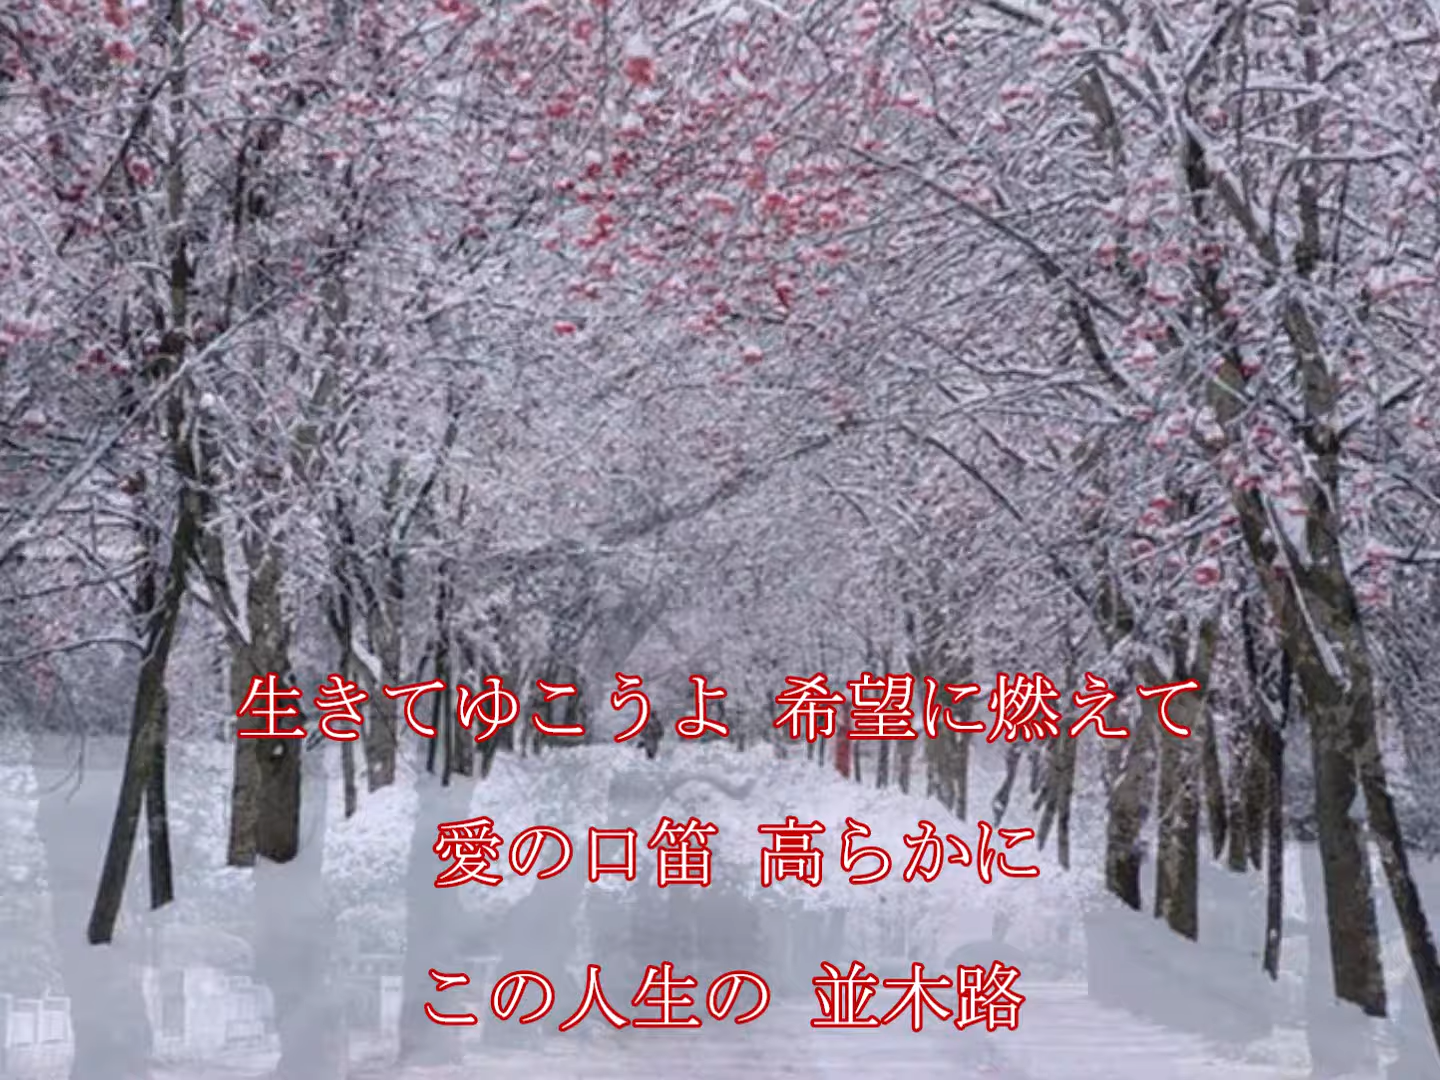 生きてゆこうよ 希望に燃えて
愛の口笛 高らかに
この人生の 並木路